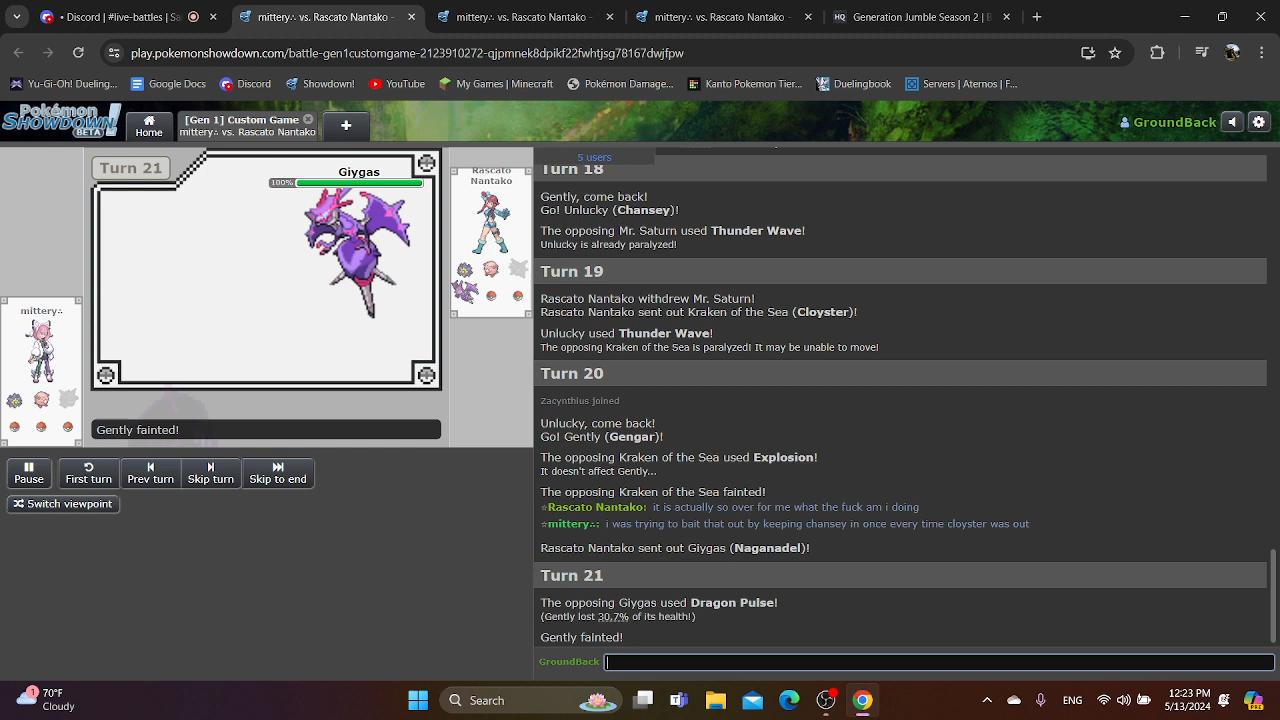 • Discord | #live-battles | Sa
mittery∴ vs. Rascato Nantako -
mittery∴ vs. Rascato Nantako -
mittery∴ vs. Rascato Nantako -
HQ Generation Jumble Season 2 | B
play.pokemonshowdown.com/battle-gen1customgame-2123910272-qjpmnek8dpikf22fwhtjsg78167dwjfpw
Yu-Gi-Oh! Dueling...
Google Docs
Discord
Showdown!
YouTube
My Games | Minecraft
Pokémon Damage...
Kanto Pokemon Tier...
Duelingbook
Servers | Aternos | F...
Pokémon
Showdown!
BETA
Home
[Gen 1] Custom Game
mittery∴ vs. Rascato Nantako
GroundBack
Turn 21
Giygas
100%
Rascato
Nantako
mittery∴
Gently fainted!
Pause
First turn
Prev turn
Skip turn
Skip to end
Switch viewpoint
5 users
Turn 18
Gently, come back!
Go! Unlucky (Chansey)!
The opposing Mr. Saturn used Thunder Wave!
Unlucky is already paralyzed!
Turn 19
Rascato Nantako withdrew Mr. Saturn!
Rascato Nantako sent out Kraken of the Sea (Cloyster)!
Unlucky used Thunder Wave!
The opposing Kraken of the Sea is paralyzed! It may be unable to move!
Turn 20
Zacynthius joined
Unlucky, come back!
Go! Gently (Gengar)!
The opposing Kraken of the Sea used Explosion!
It doesn't affect Gently...
The opposing Kraken of the Sea fainted!
☆Rascato Nantako: it is actually so over for me what the fuck am i doing
☆mittery∴: i was trying to bait that out by keeping chansey in once every time cloyster was out
Rascato Nantako sent out Giygas (Naganadel)!
Turn 21
The opposing Giygas used Dragon Pulse!
(Gently lost 30.7% of its health!)
Gently fainted!
GroundBack
1
70°F
Cloudy
Search
ENG
12:23 PM
5/13/2024
PRE